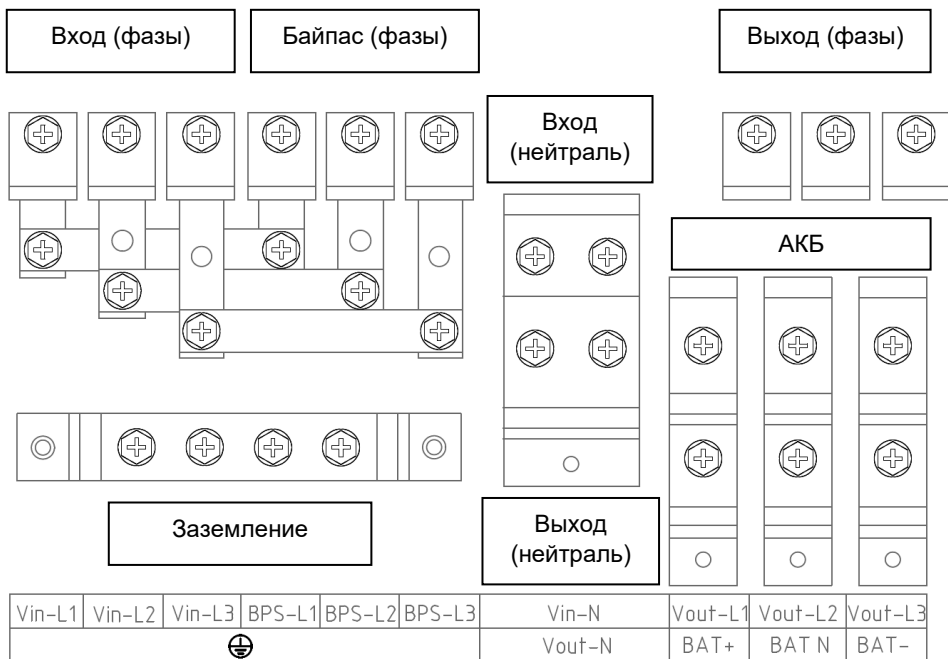 Вход (фазы)
Байпас (фазы)
Выход (фазы)
Вход
(нейтраль)
АКБ
Заземление
Выход
(нейтраль)
Vin-L1 Vin-L2 Vin-L3 BPS-L1 BPS-L2 BPS-L3 Vin-N Vout-L1 Vout-L2 Vout-L3
Vout-N BAT+ BAT N BAT-